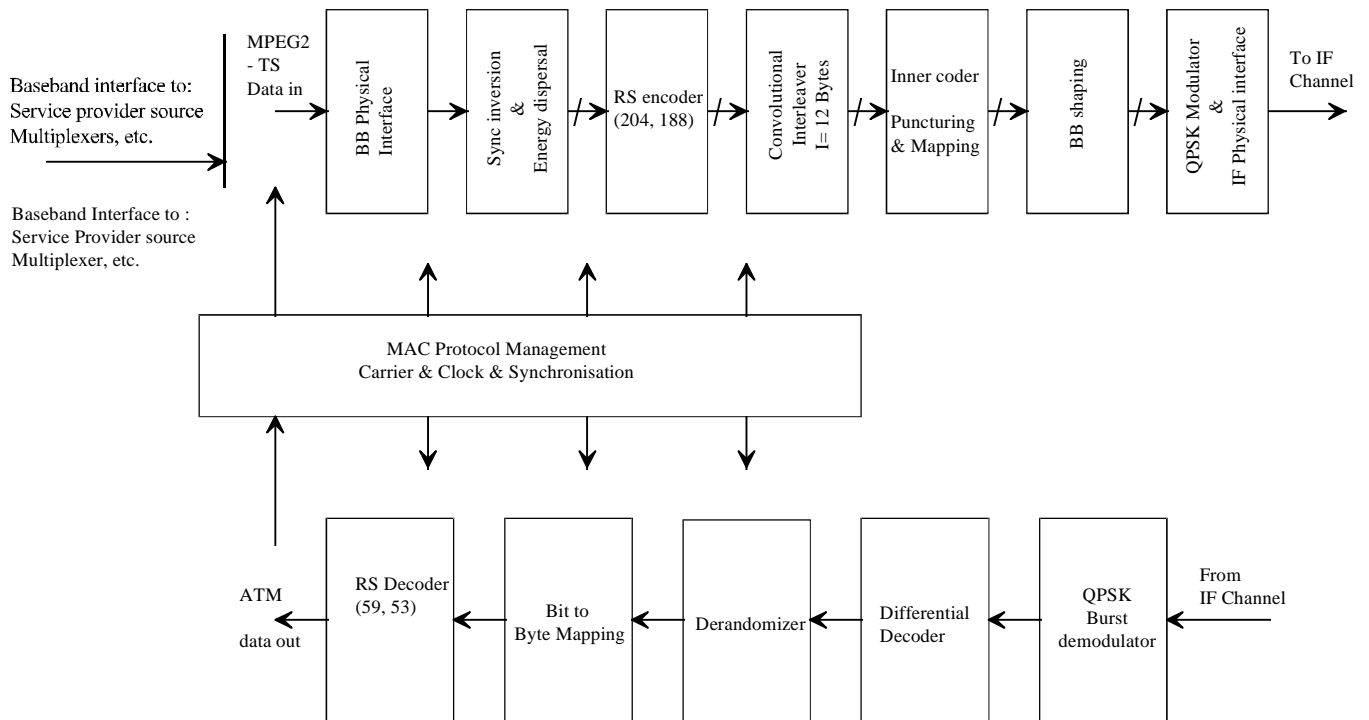 Baseband interface to:
Service provider source
Multiplexers, etc.
Baseband Interface to :
Service Provider source
Multiplexer, etc.
MPEG2
- TS
Data in
BB Physical
Interface
Sync inversion
&
Energy dispersal
RS encoder
(204, 188)
Convolutional
Interleaver
I= 12 Bytes
Inner coder
Puncturing
& Mapping
BB shaping
QPSK Modulator
&
IF Physical interface
To IF
Channel
MAC Protocol Management
Carrier & Clock & Synchronisation
ATM
data out
RS Decoder
(59, 53)
Bit to
Byte Mapping
Derandomizer
Differential
Decoder
QPSK
Burst
demodulator
From
IF Channel